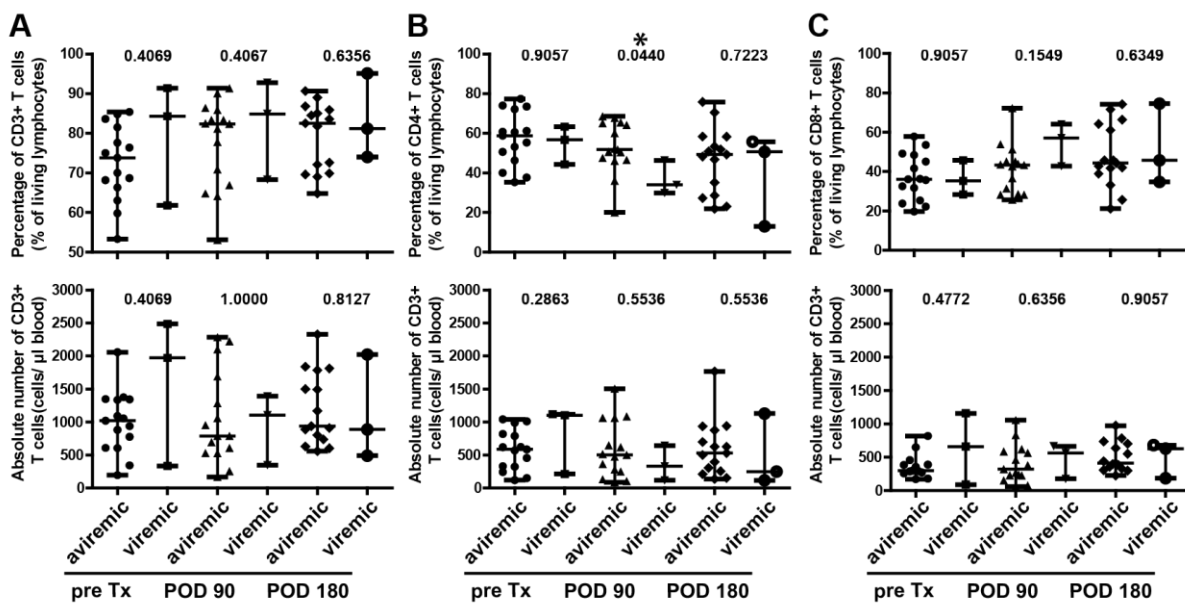 A
B
C
Percentage of CD3+ T cells
(% of living lymphocytes)
100
90
80
70
60
50
0.4069
0.4067
0.6356
Percentage of CD4+ T cells
(% of living lymphocytes)
100
80
60
40
20
0
0.9057
*
0.0440
0.7223
Percentage of CD8+ T cells
(% of living lymphocytes)
100
80
60
40
20
0
0.9057
0.1549
0.6349
Absolute number of CD3+
T cells(cells/ µl blood)
3000
2500
2000
1500
1000
500
0
0.4069
1.0000
0.8127
Absolute number of CD3+
T cells(cells/ µl blood)
3000
2500
2000
1500
1000
500
0
0.2863
0.5536
0.5536
Absolute number of CD3+
T cells (cells/ µl blood)
3000
2500
2000
1500
1000
500
0
0.4772
0.6356
0.9057
aviremic
viremic
aviremic
viremic
aviremic
viremic
pre Tx
POD 90
POD 180
aviremic
viremic
aviremic
viremic
aviremic
viremic
pre Tx
POD 90
POD 180
aviremic
viremic
aviremic
viremic
aviremic
viremic
pre Tx
POD 90
POD 180